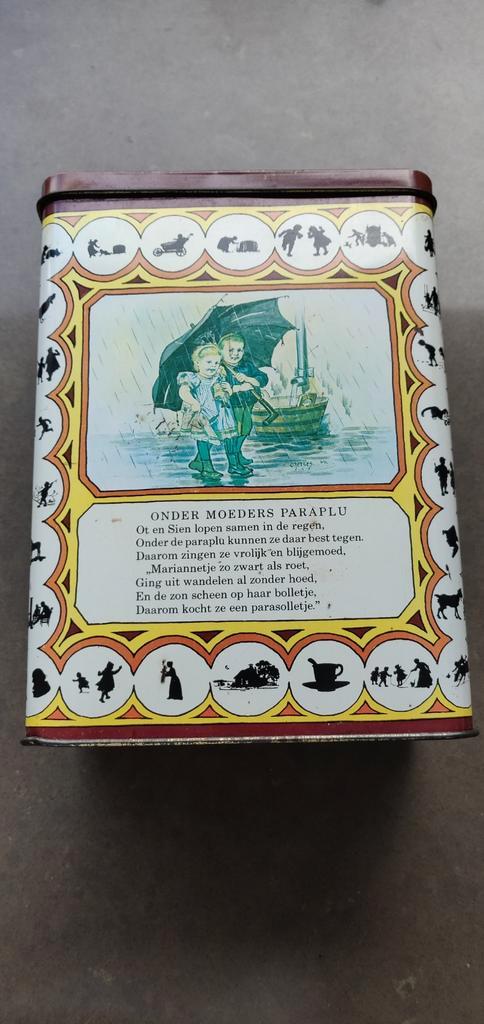 ONDER MOEDERS PARAPLU
Ot en Sien lopen samen in de regen,
Onder de paraplu kunnen ze daar best tegen.
Daarom zingen ze vrolijk en blijgemoed,
„Mariannetje zo zwart als roet,
Ging uit wandelen al zonder hoed,
En de zon scheen op haar bolletje,
Daarom kocht ze een parasolletje.”